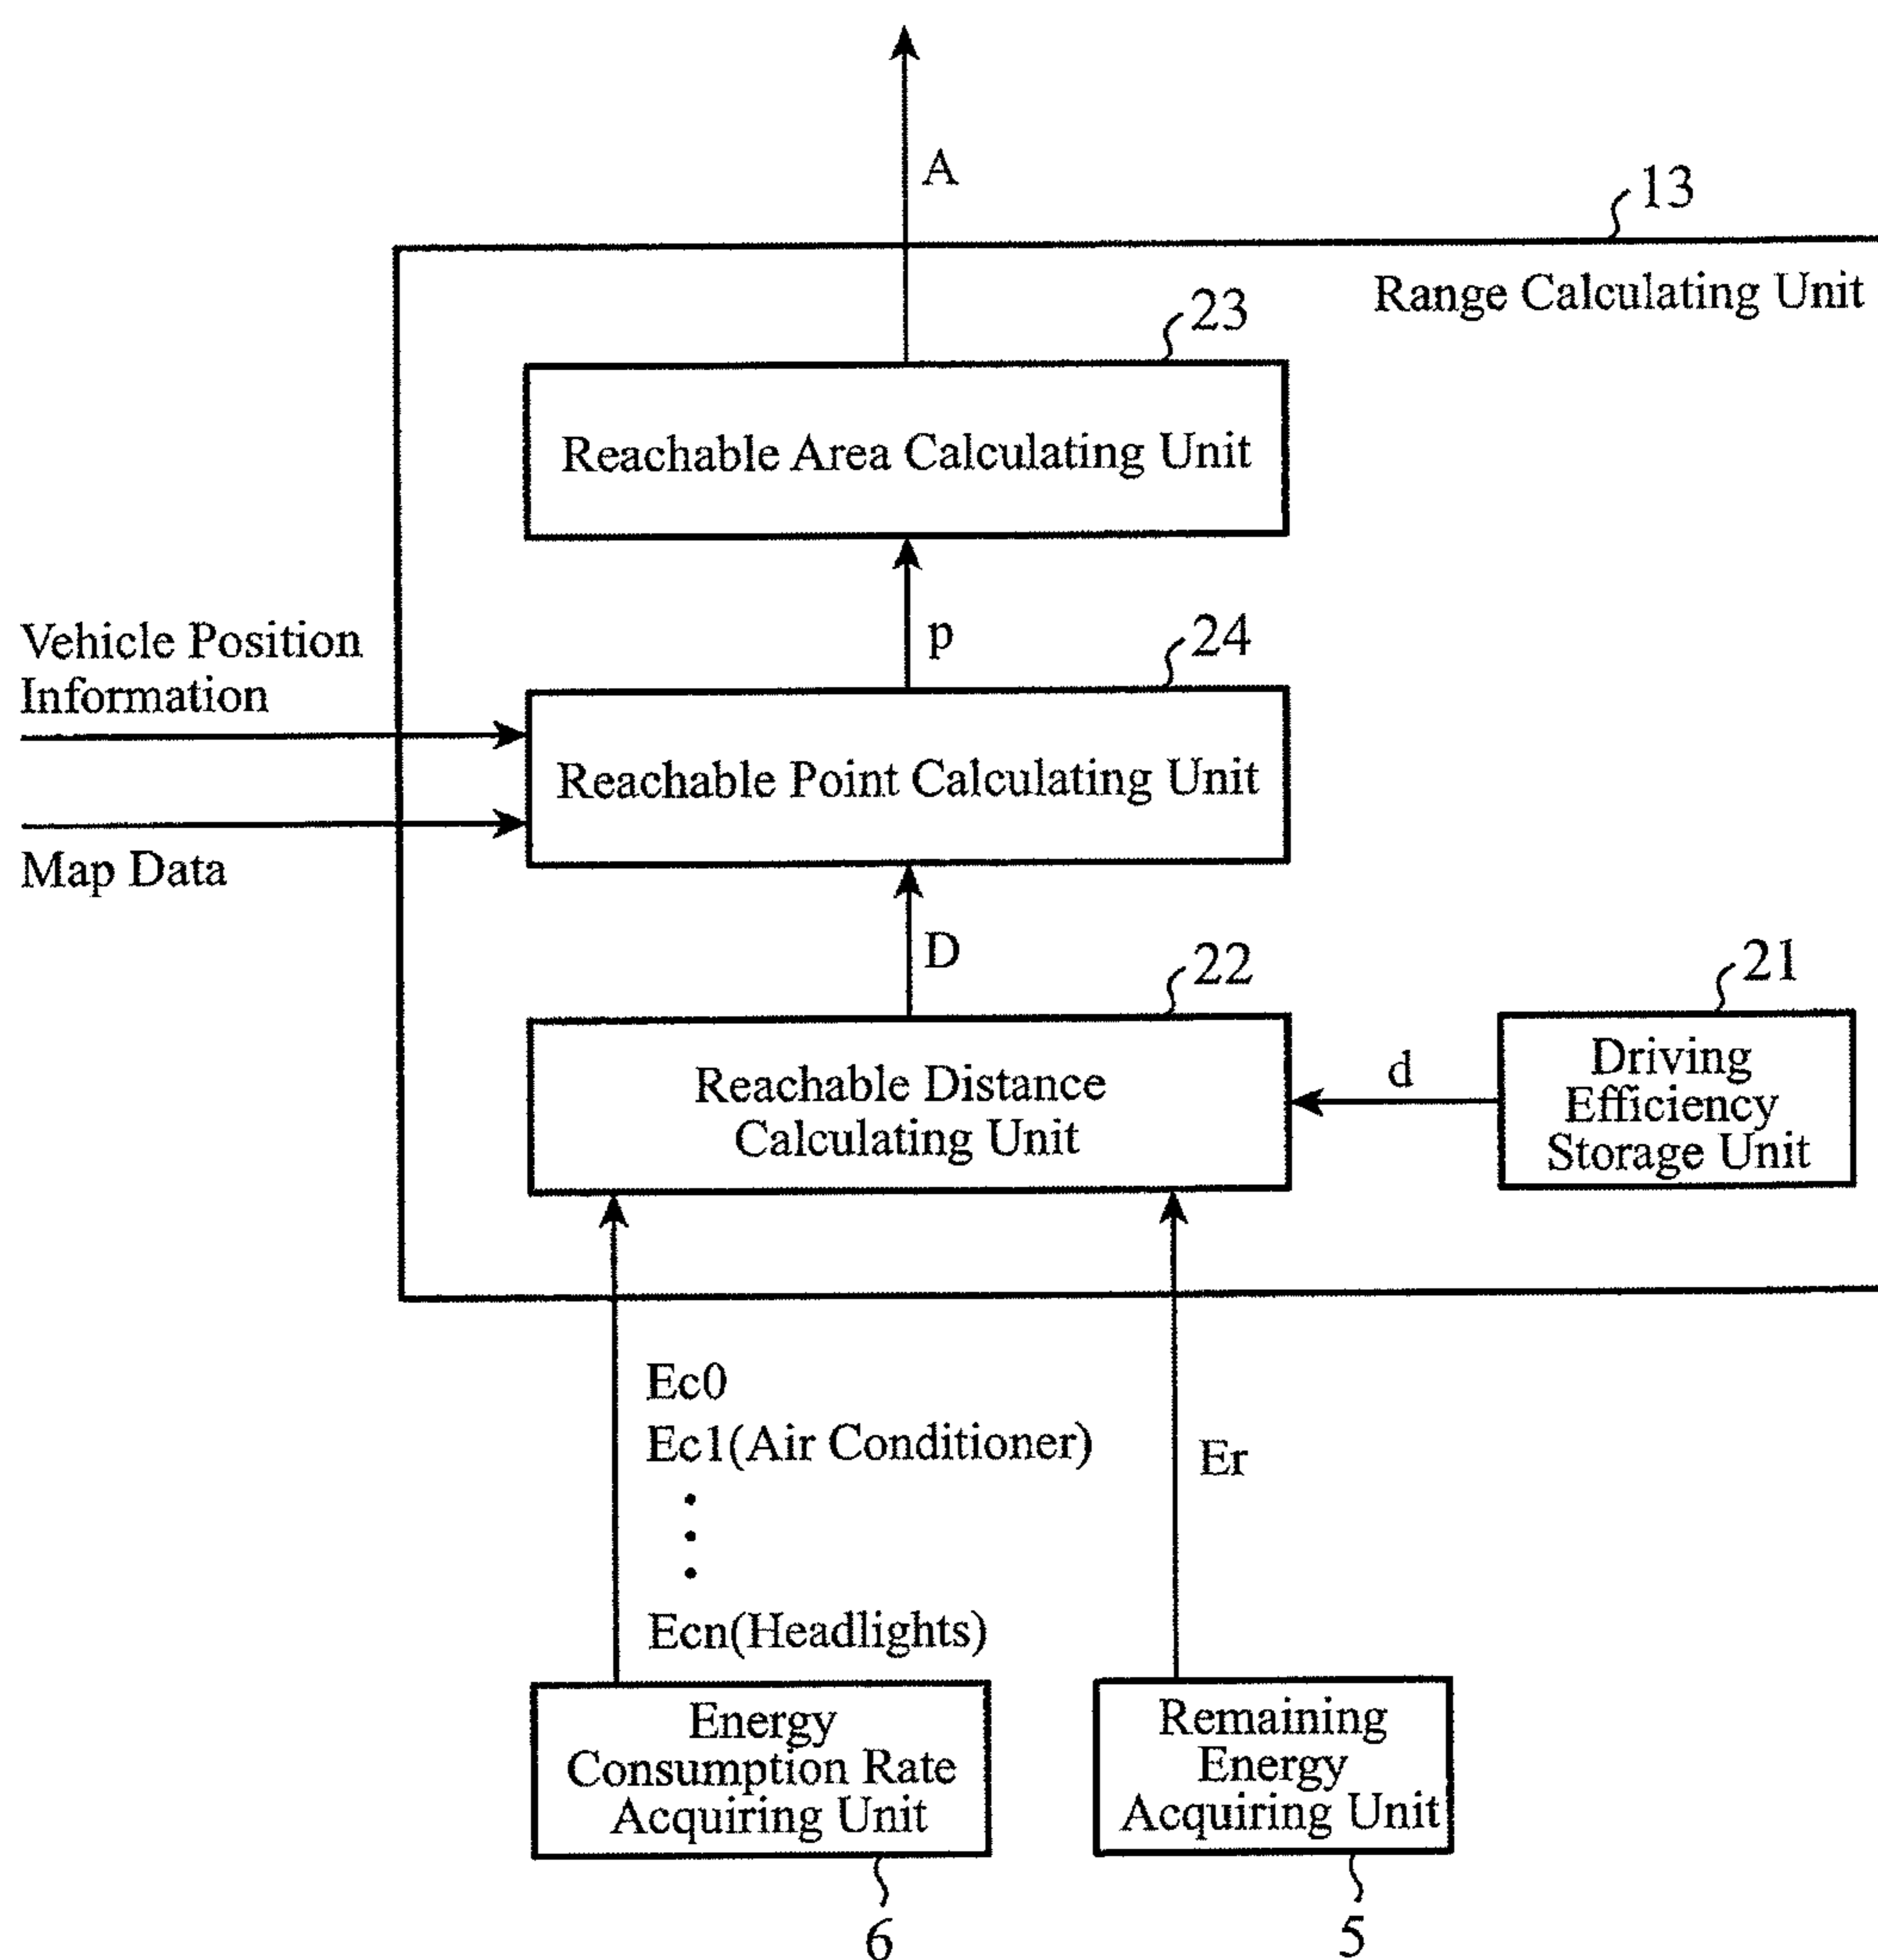 A
13
Range Calculating Unit
23
Reachable Area Calculating Unit
p
24
Vehicle Position
Information
Reachable Point Calculating Unit
Map Data
D
22
21
Reachable Distance
Calculating Unit
d
Driving
Efficiency
Storage Unit
Ec0
Ec1(Air Conditioner)
Ecn(Headlights)
Er
Energy
Consumption Rate
Acquiring Unit
Remaining
Energy
Acquiring Unit
6
5